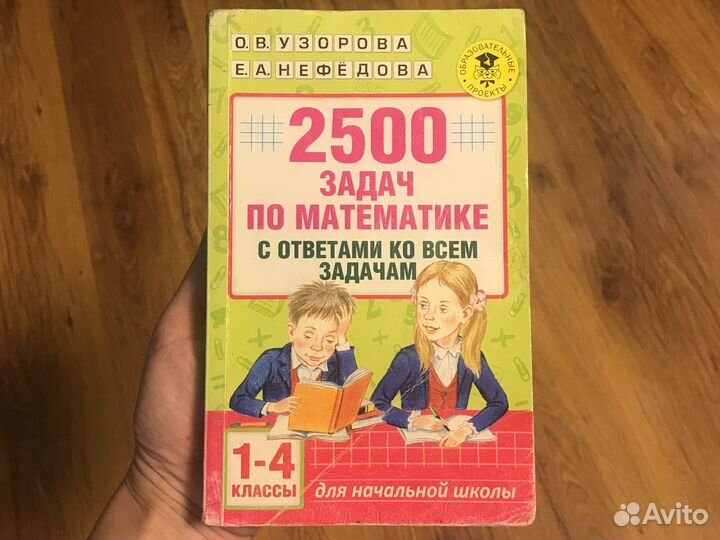 О.В. УЗОРОВА
Е.А. НЕФЁДОВА
ОБРАЗОВАТЕЛЬНЫЕ
ПРОЕКТЫ
2500
ЗАДАЧ
ПО МАТЕМАТИКЕ
С ОТВЕТАМИ КО ВСЕМ
ЗАДАЧАМ
1-4
КЛАССЫ
для начальной школы
Avito